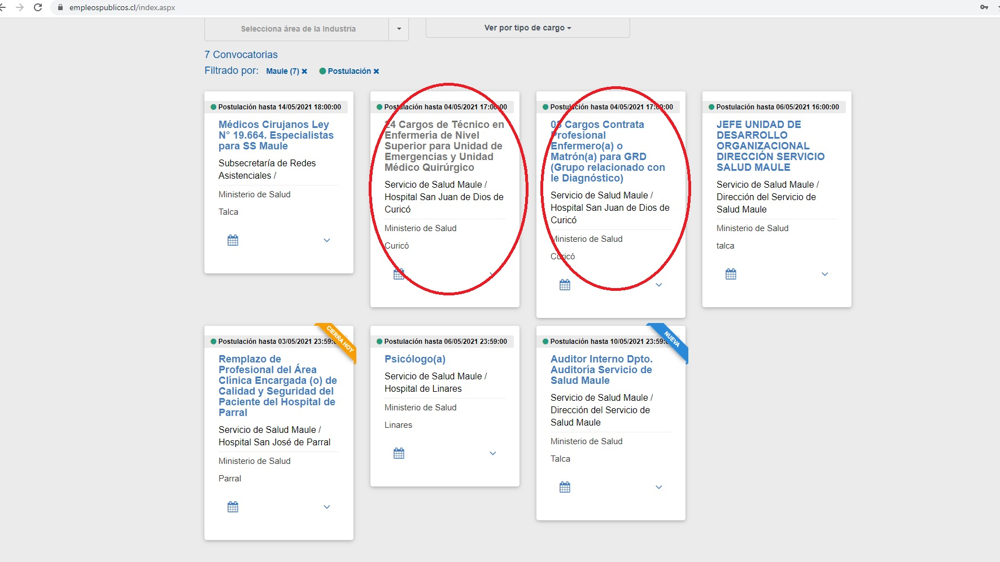 empleospublicos.cl/index.aspx
Selecciona área de la Industria
Ver por tipo de cargo
7 Convocatorias
Filtrado por: Maule (7) ✖ Postulación ✖
Postulación hasta 14/05/2021 18:00:00
Médicos Cirujanos Ley
N° 19.664. Especialistas
para SS Maule
Subsecretaría de Redes
Asistenciales /
Ministerio de Salud
Talca
Postulación hasta 04/05/2021 17:00:00
24 Cargos de Técnico en
Enfermería de Nivel
Superior para Unidad de
Emergencias y Unidad
Médico Quirúrgico
Servicio de Salud Maule /
Hospital San Juan de Dios de
Curicó
Ministerio de Salud
Curicó
Postulación hasta 04/05/2021 17:00:00
03 Cargos Contrata
Profesional
Enfermero(a) o
Matrón(a) para GRD
(Grupo relacionado con
le Diagnóstico)
Servicio de Salud Maule /
Hospital San Juan de Dios de
Curicó
Ministerio de Salud
Curicó
Postulación hasta 06/05/2021 16:00:00
JEFE UNIDAD DE
DESARROLLO
ORGANIZACIONAL
DIRECCIÓN SERVICIO
SALUD MAULE
Servicio de Salud Maule /
Dirección del Servicio de
Salud Maule
Ministerio de Salud
talca
CIERRA HOY
Postulación hasta 03/05/2021 23:59:
Remplazo de
Profesional del Área
Clínica Encargada (o) de
Calidad y Seguridad del
Paciente del Hospital de
Parral
Servicio de Salud Maule /
Hospital San José de Parral
Ministerio de Salud
Parral
Postulación hasta 06/05/2021 23:59:00
Psicólogo(a)
Servicio de Salud Maule /
Hospital de Linares
Ministerio de Salud
Linares
NUEVA
Postulación hasta 10/05/2021 23:59:
Auditor Interno Dpto.
Auditoría Servicio de
Salud Maule
Servicio de Salud Maule /
Dirección del Servicio de
Salud Maule
Ministerio de Salud
Talca